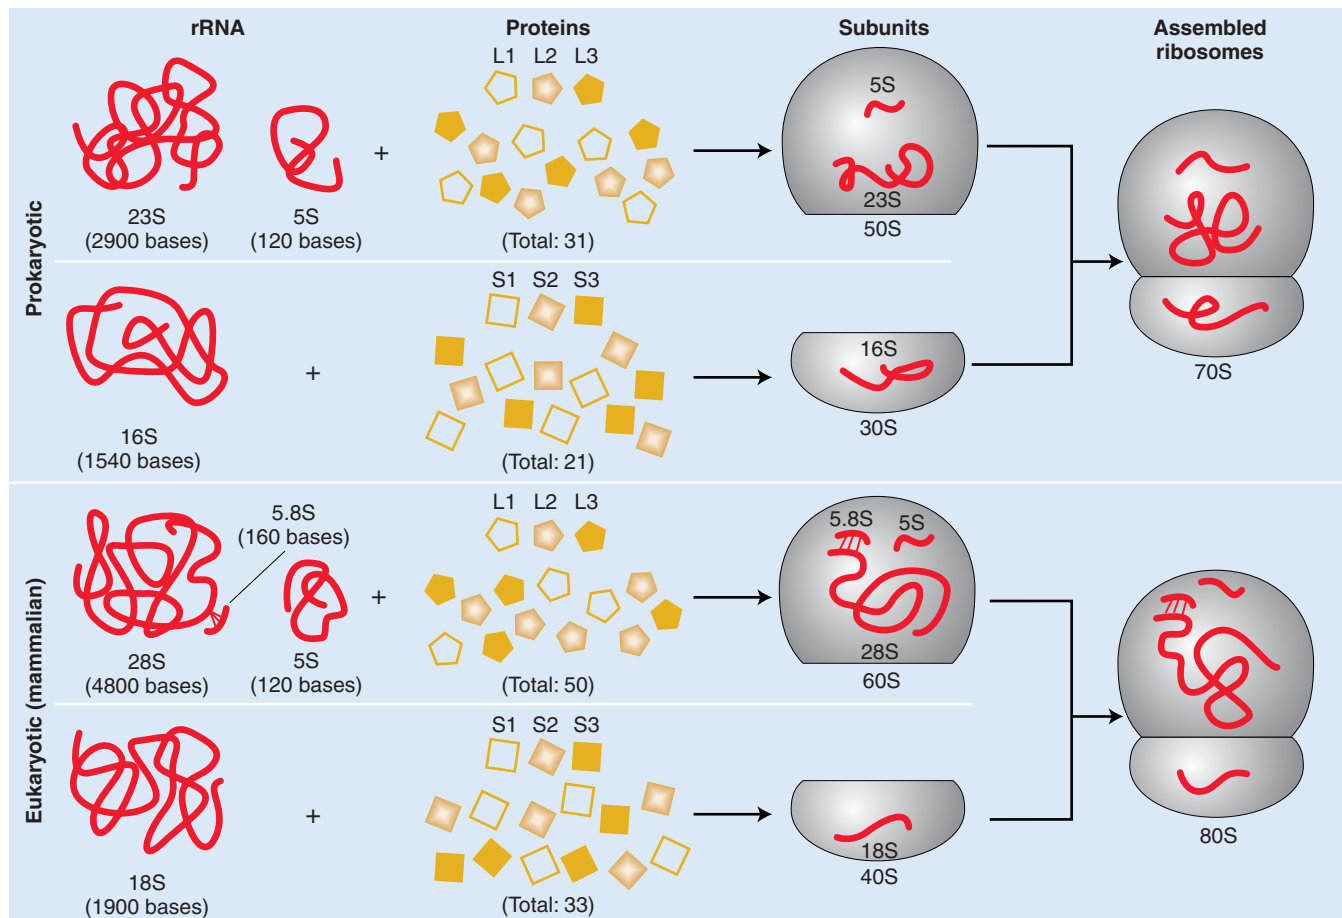 rRNA
Proteins
Subunits
Assembled
ribosomes
Prokaryotic
L1 L2 L3
+
23S
(2900 bases)
5S
(120 bases)
(Total: 31)
5S
23S
50S
S1 S2 S3
+
16S
(1540 bases)
(Total: 21)
16S
30S
70S
Eukaryotic (mammalian)
5.8S
(160 bases)
L1 L2 L3
+
28S
(4800 bases)
5S
(120 bases)
(Total: 50)
5.8S
5S
28S
60S
S1 S2 S3
+
18S
(1900 bases)
(Total: 33)
18S
40S
80S